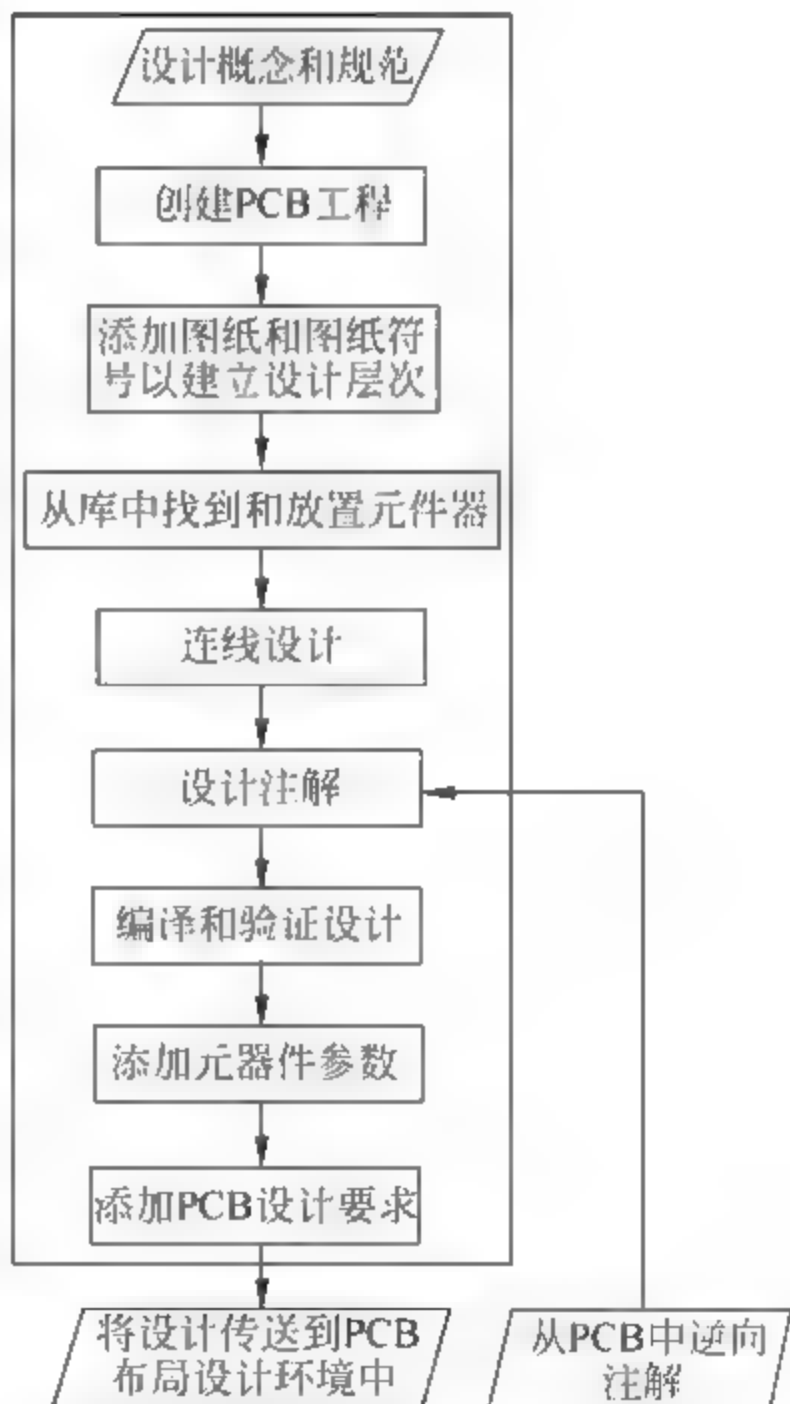 设计概念和规范
创建PCB工程
添加图纸和图纸符
号以建立设计层次
从库中找到和放置元件器
连线设计
设计注解
编译和验证设计
添加元器件参数
添加PCB设计要求
将设计传送到PCB
布局设计环境中
从PCB中逆向
注解